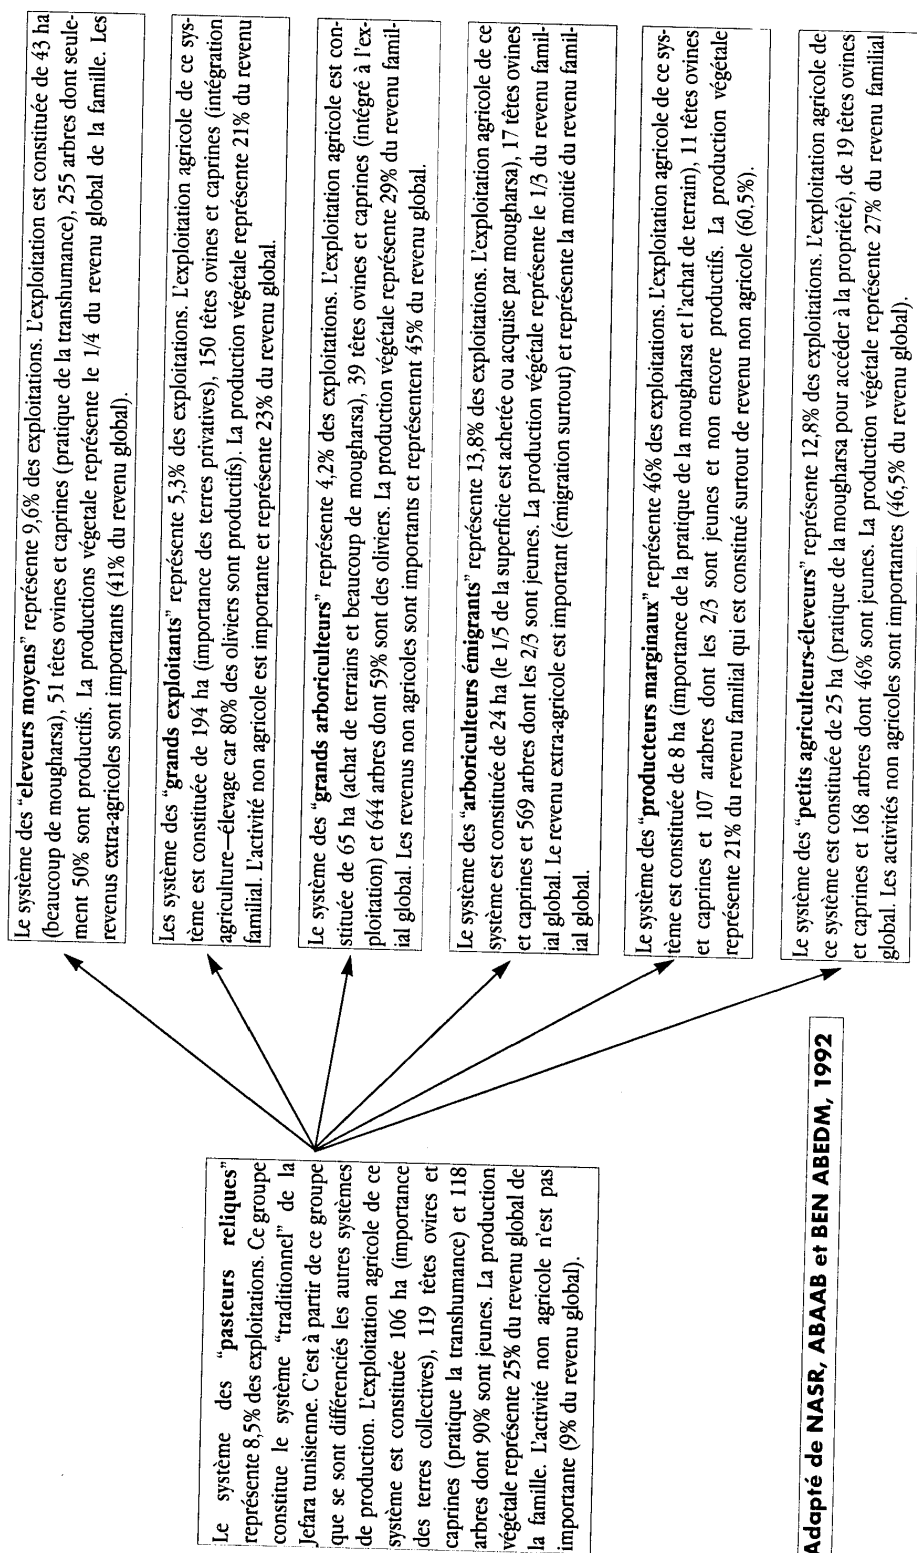 Le système des "pasteurs reliques"
représente 8,5% des exploitations. Ce groupe
constitue le système "traditionnel" de la
Jefara tunisienne. C'est à partir de ce groupe
que se sont différenciés les autres systèmes
de production. L'exploitation agricole de ce
système est constituée 106 ha (importance
des terres collectives), 119 têtes ovires et
caprines (pratique la transhumance) et 118
arbres dont 90% sont jeunes. La production
végétale représente 25% du revenu global de
la famille. L'activité non agricole n'est pas
importante (9% du revenu global).
Le système des "eleveurs moyens" représente 9,6% des exploitations. L'exploitation est constituée de 43 ha
(beaucoup de mougharsa), 51 têtes ovines et caprines (pratique de la transhumance), 255 arbres dont seule-
ment 50% sont productifs. La productions végetale représente le 1/4 du revenu global de la famille. Les
revenus extra-agricoles sont importants (41% du revenu global).
Les système des "grands exploitants" représente 5,3% des exploitations. L'exploitation agricole de ce sys-
tème est constituée de 194 ha (importance des terres privatives), 150 têtes ovines et caprines (intégration
agriculture—élevage car 80% des oliviers sont productifs). La production végétale représente 21% du revenu
familial. L'activité non agricole est importante et représente 23% du revenu global.
Le système des "grands arboriculteurs" représente 4,2% des exploitations. L'exploitation agricole est con-
stituée de 65 ha (achat de terrains et beaucoup de mougharsa), 39 têtes ovines et caprines (intégré à l'ex-
ploitation) et 644 arbres dont 59% sont des oliviers. La production végétale représente 29% du revenu famil-
ial global. Les revenus non agricoles sont importants et représentent 45% du revenu global.
Le système des "arboriculteurs émigrants" représente 13,8% des exploitations. L'exploitation agricole de ce
système est constituée de 24 ha (le 1/5 de la superficie est achetée ou acquise par mougharsa), 17 têtes ovines
et caprines et 569 arbres dont les 2/3 sont jeunes. La production végétale représente le 1/3 du revenu famil-
ial global. Le revenu extra-agricole est important (émigration surtout) et représente la moitié du revenu famil-
ial global.
Le système des "producteurs marginaux" représente 46% des exploitations. L'exploitation agricole de ce sys-
tème est constituée de 8 ha (importance de la pratique de la mougharsa et l'achat de terrain), 11 têtes ovines
et caprines et 107 arabres dont les 2/3 sont jeunes et non encore productifs. La production végétale
représente 21% du revenu familial qui est constitué surtout de revenu non agricole (60,5%).
Le système des "petits agriculteurs-éleveurs" représente 12,8% des exploitations. L'exploitation agricole de
ce système est constituée de 25 ha (pratique de la mougharsa pour accéder à la propriété), de 19 têtes ovines
et caprines et 168 arbres dont 46% sont jeunes. La production végétale représente 27% du revenu familial
global. Les activités non agricoles sont importantes (46,5% du revenu global).
Adapté de NASR, ABAAB et BEN ABEDM, 1992